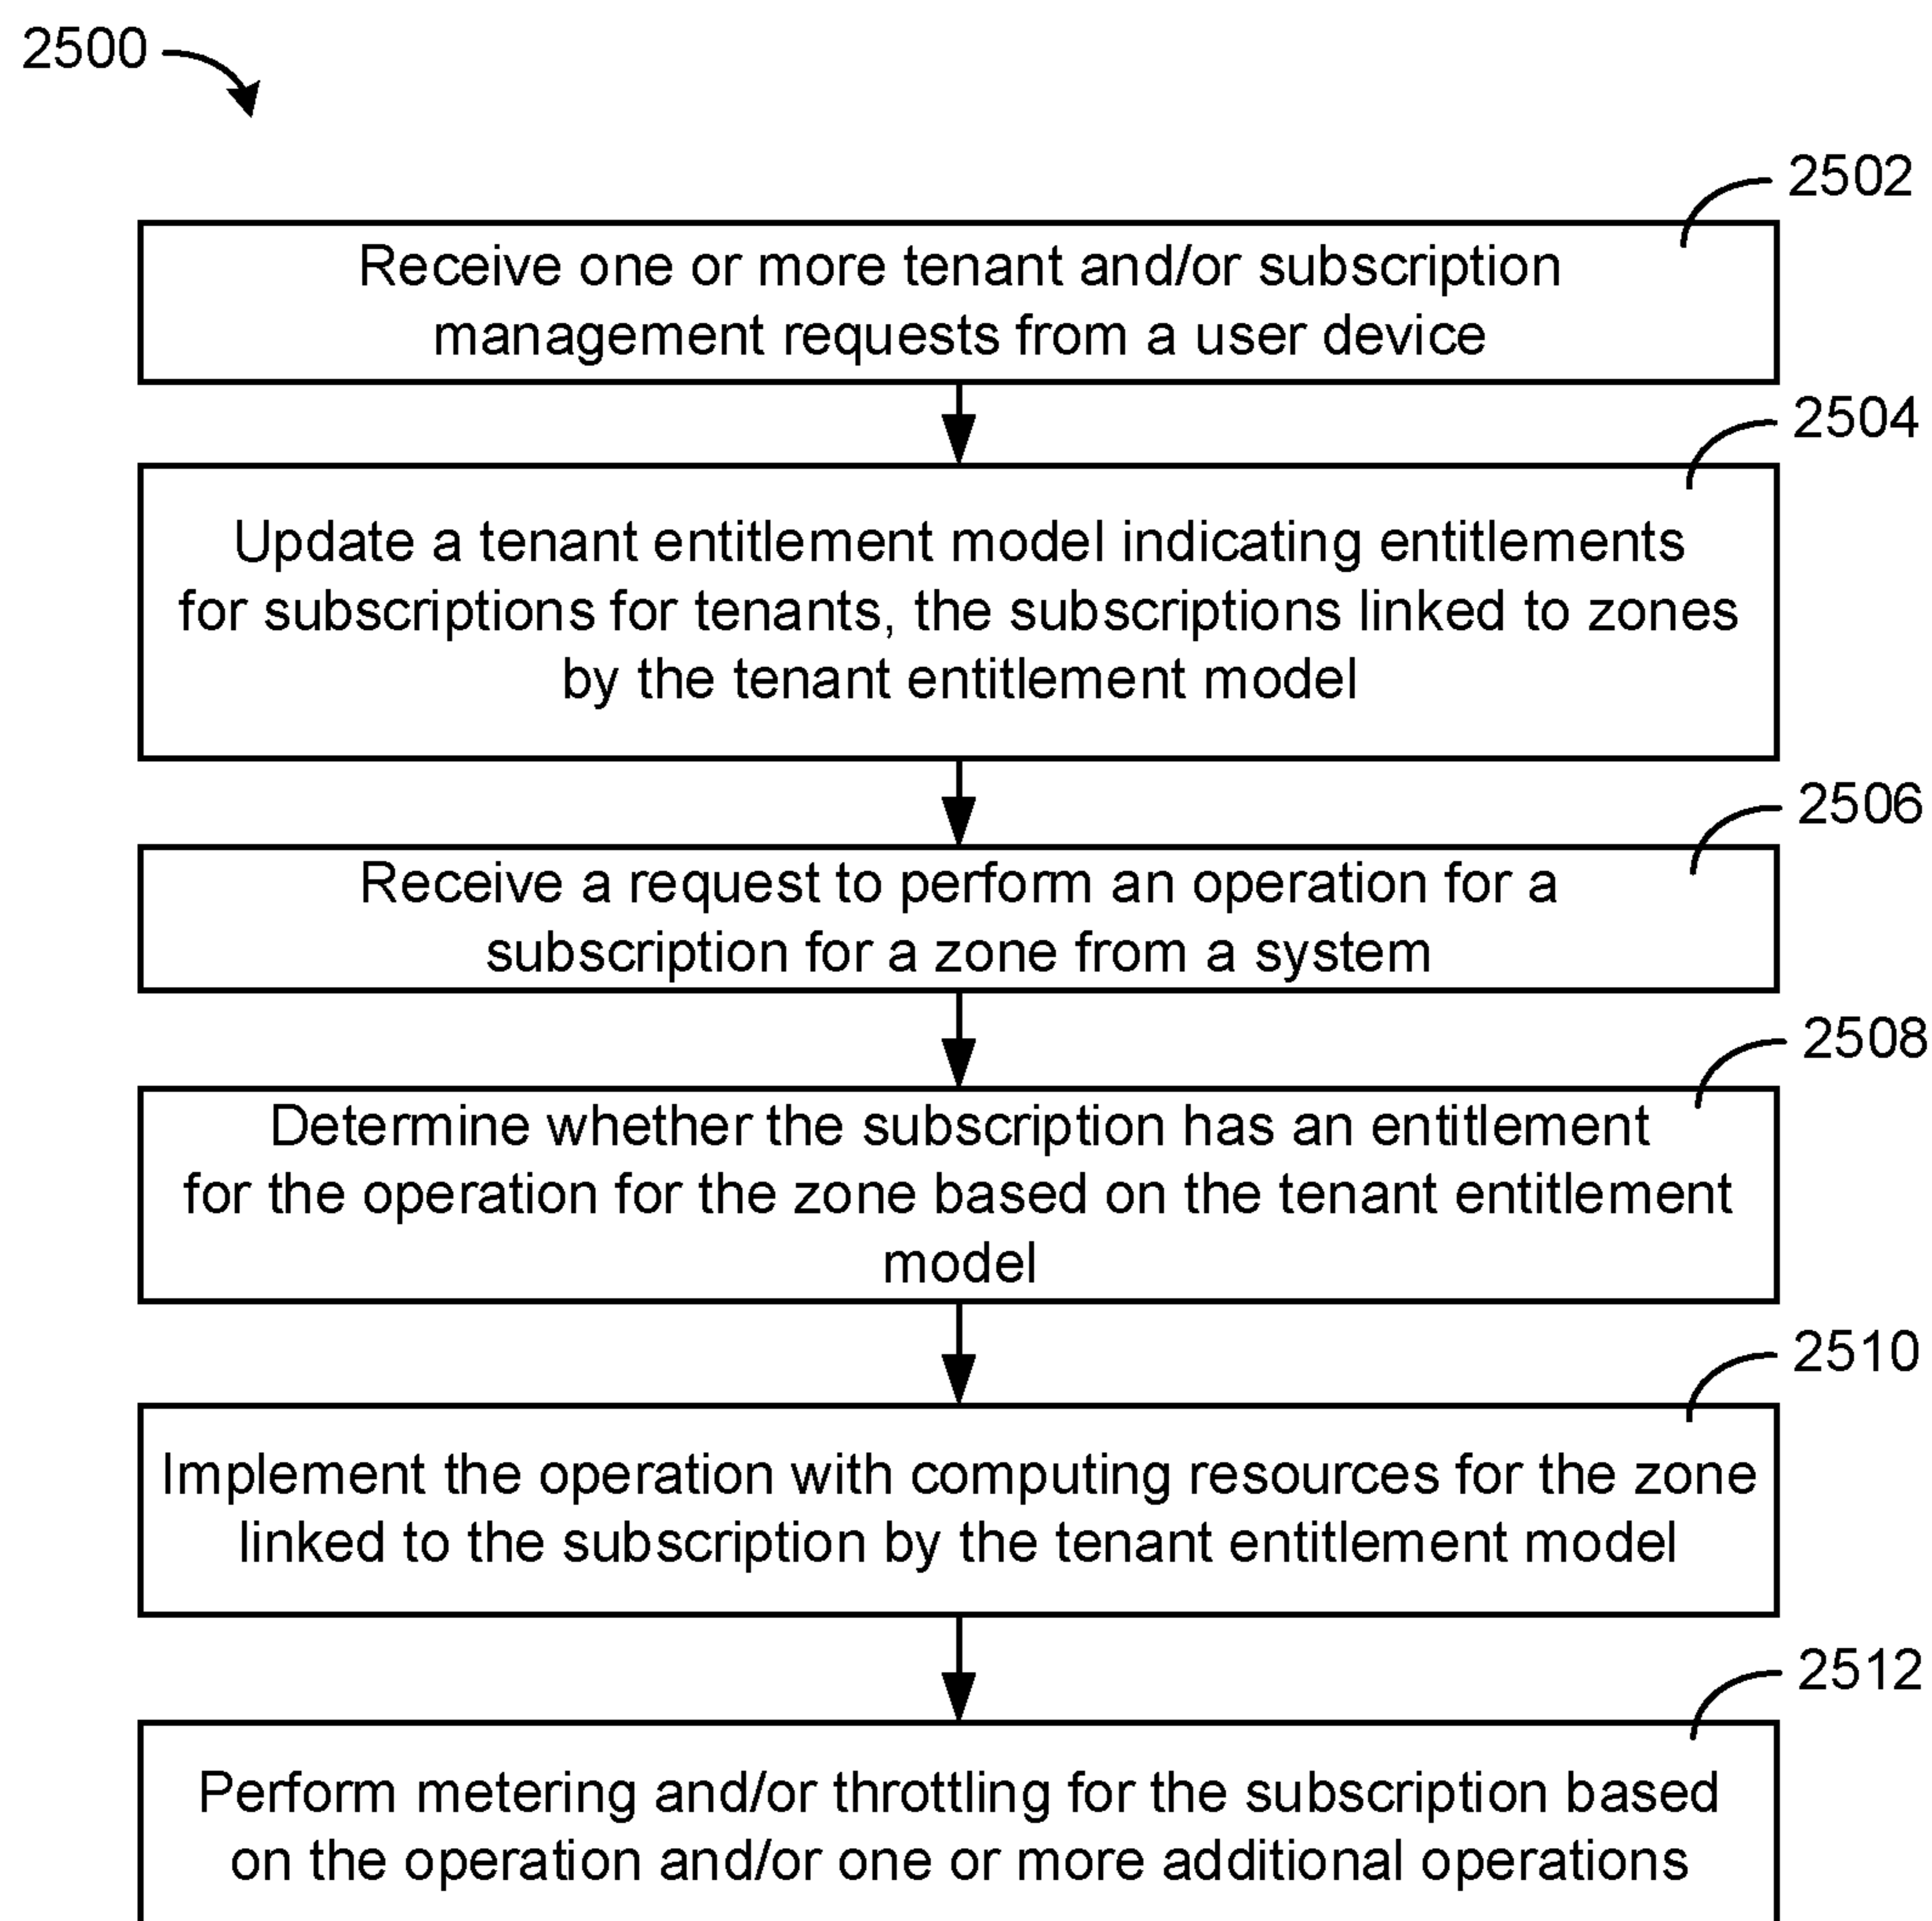 2500
2502
Receive one or more tenant and/or subscription
management requests from a user device
2504
Update a tenant entitlement model indicating entitlements
for subscriptions for tenants, the subscriptions linked to zones
by the tenant entitlement model
2506
Receive a request to perform an operation for a
subscription for a zone from a system
2508
Determine whether the subscription has an entitlement
for the operation for the zone based on the tenant entitlement
model
2510
Implement the operation with computing resources for the zone
linked to the subscription by the tenant entitlement model
2512
Perform metering and/or throttling for the subscription based
on the operation and/or one or more additional operations